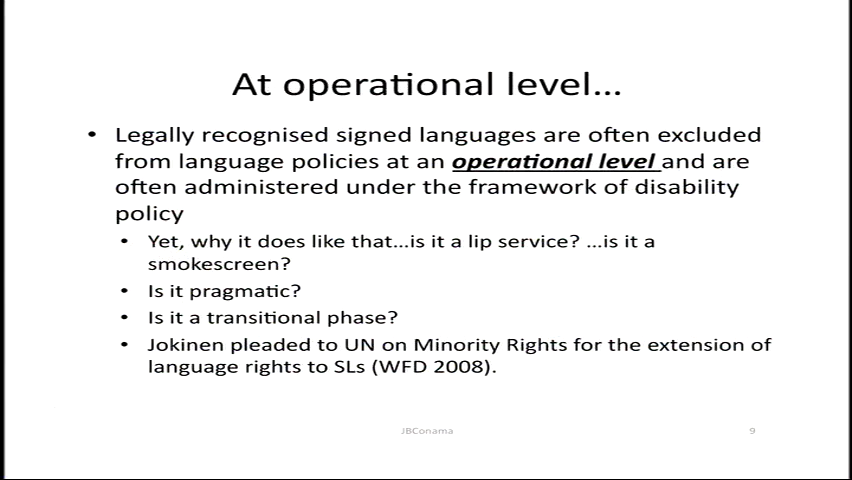 At operational level...
• Legally recognised signed languages are often excluded
from language policies at an operational level and are
often administered under the framework of disability
policy
• Yet, why it does like that...is it a lip service? ...is it a
smokescreen?
• Is it pragmatic?
• Is it a transitional phase?
• Jokinen pleaded to UN on Minority Rights for the extension of
language rights to SLs (WFD 2008).
JBConama
9